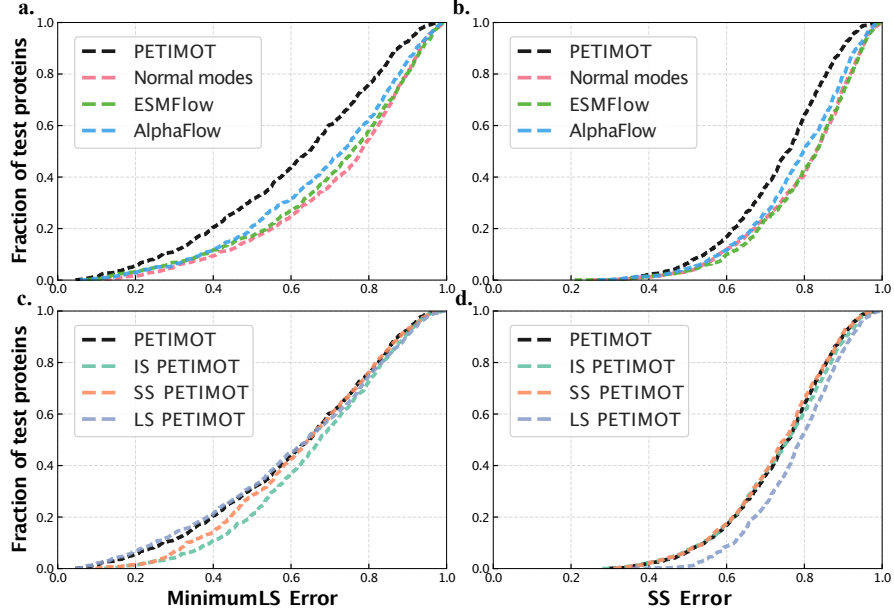 a.
Fraction of test proteins
1.0
0.8
0.6
0.4
0.2
0.0
PETIMOT
Normal modes
ESMFlow
AlphaFlow
0.0 0.2 0.4 0.6 0.8 1.0
b.
1.0
0.8
0.6
0.4
0.2
0.0
PETIMOT
Normal modes
ESMFlow
AlphaFlow
0.0 0.2 0.4 0.6 0.8 1.0
c.
Fraction of test proteins
1.0
0.8
0.6
0.4
0.2
0.0
PETIMOT
IS PETIMOT
SS PETIMOT
LS PETIMOT
0.0 0.2 0.4 0.6 0.8 1.0
MinimumLS Error
d.
1.0
0.8
0.6
0.4
0.2
0.0
PETIMOT
IS PETIMOT
SS PETIMOT
LS PETIMOT
0.0 0.2 0.4 0.6 0.8 1.0
SS Error